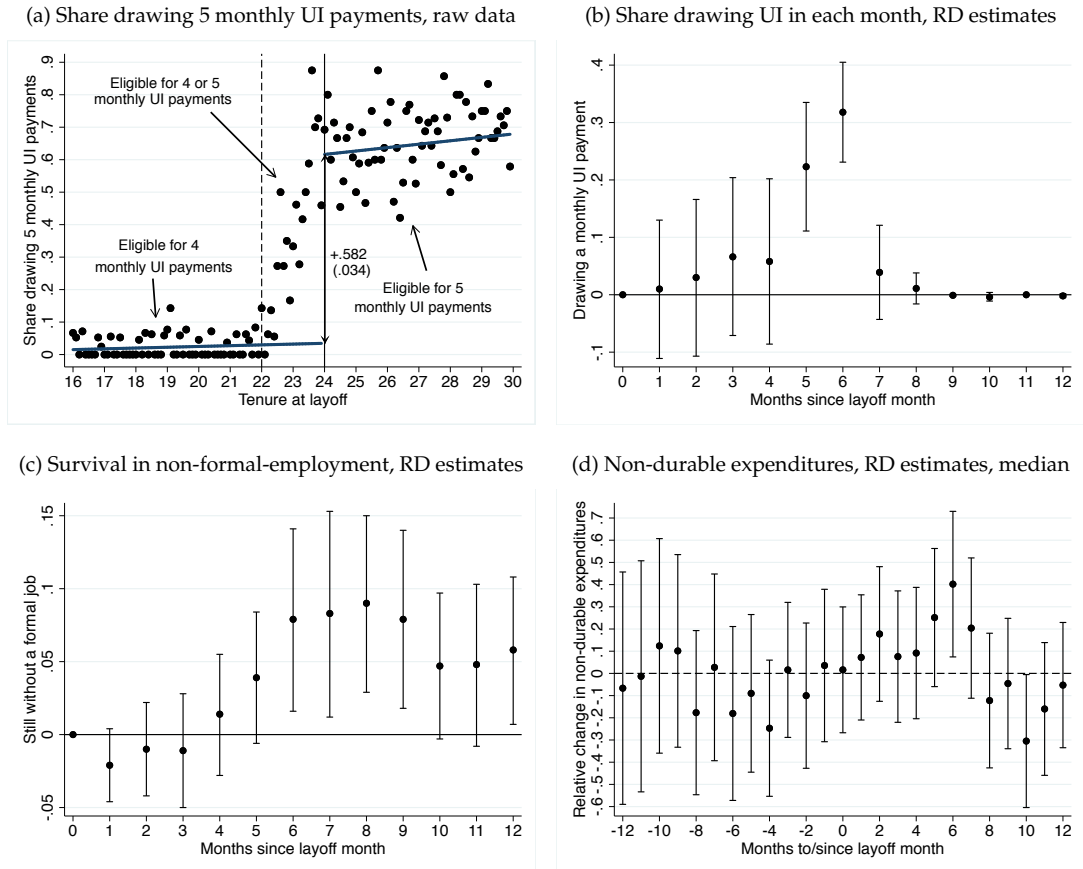 (a) Share drawing 5 monthly UI payments, raw data
Share drawing 5 monthly UI payments
.9
.8
.7
.6
.5
.4
.3
.2
.1
0
Eligible for 4 or 5
monthly UI payments
Eligible for 4
monthly UI payments
+.582
(.034)
Eligible for 5
monthly UI payments
16 17 18 19 20 21 22 23 24 25 26 27 28 29 30
Tenure at layoff
(b) Share drawing UI in each month, RD estimates
Drawing a monthly UI payment
.4
.3
.2
.1
0
-.1
0 1 2 3 4 5 6 7 8 9 10 11 12
Months since layoff month
(c) Survival in non-formal-employment, RD estimates
Still without a formal job
.15
.1
.05
0
-.05
0 1 2 3 4 5 6 7 8 9 10 11 12
Months since layoff month
(d) Non-durable expenditures, RD estimates, median
Relative change in non-durable expenditures
.7
.6
.5
.4
.3
.2
.1
0
-.1
-.2
-.3
-.4
-.5
-.6
-12 -10 -8 -6 -4 -2 0 2 4 6 8 10 12
Months to/since layoff month